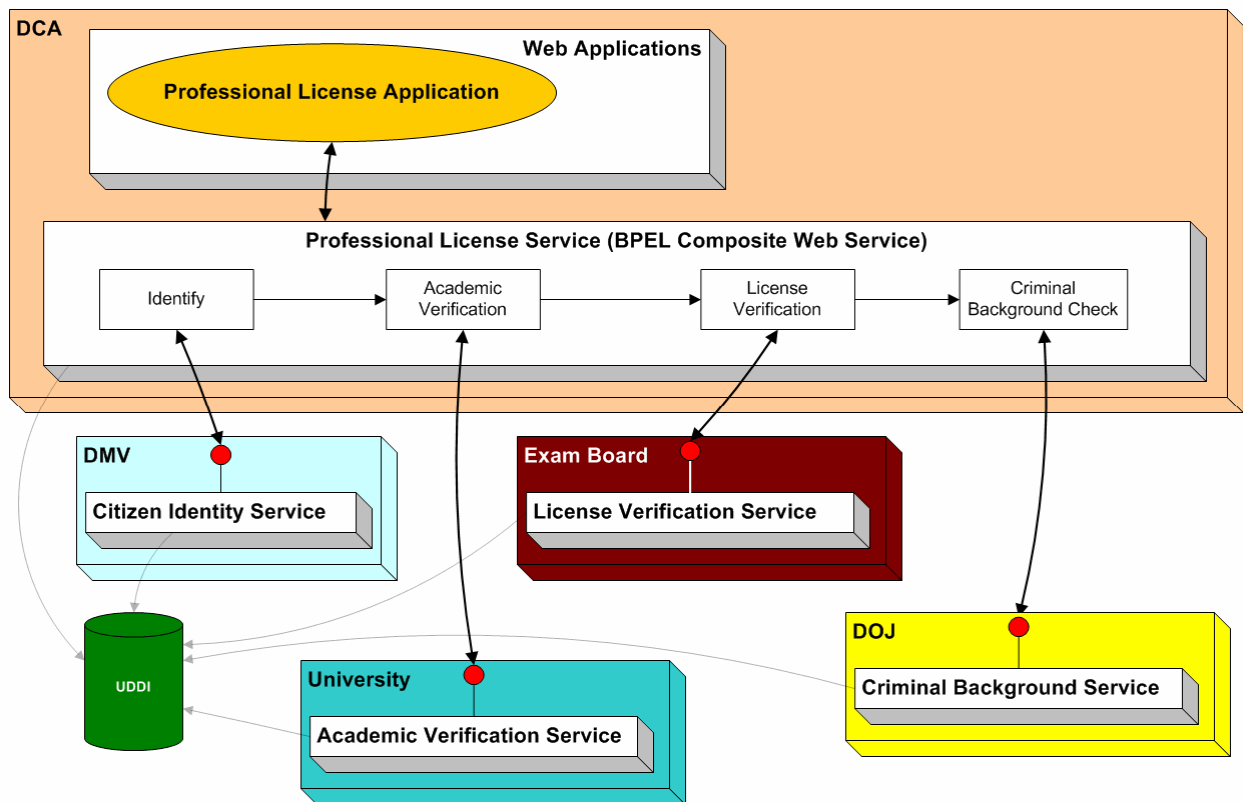 DCA
Web Applications
Professional License Application
Professional License Service (BPEL Composite Web Service)
Identify
Academic
Verification
License
Verification
Criminal
Background Check
DMV
Citizen Identity Service
Exam Board
License Verification Service
UDDI
University
Academic Verification Service
DOJ
Criminal Background Service